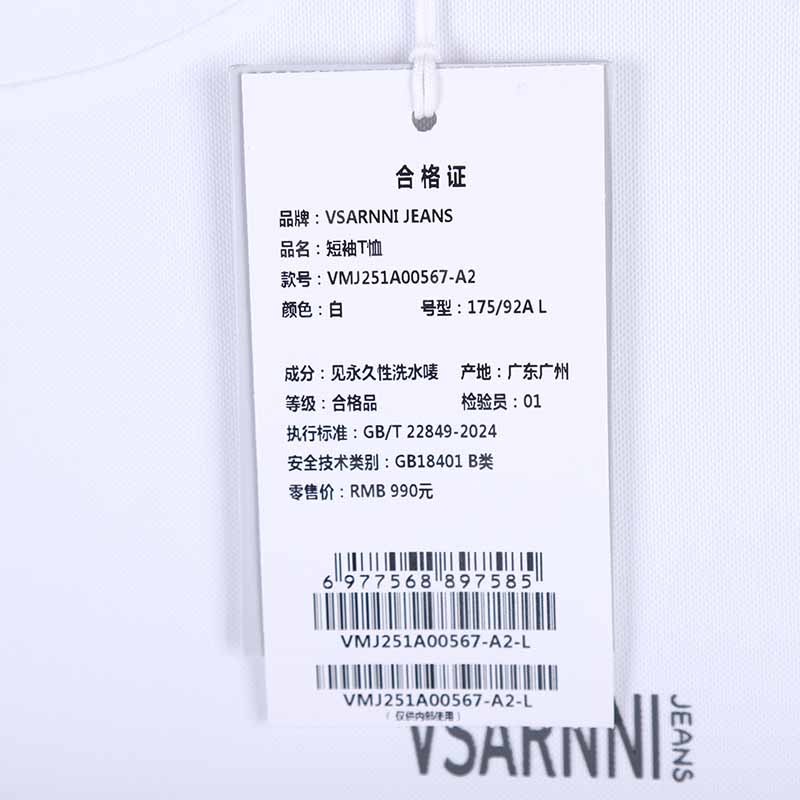 合格证
品牌：VSARNNI JEANS
品名：短袖T恤
款号：VMJ251A00567-A2
颜色：白 号型：175/92A L
成分：见永久性洗水唛 产地：广东广州
等级：合格品 检验员：01
执行标准：GB/T 22849-2024
安全技术类别：GB18401 B类
零售价：RMB 990元
6 977568 897585
VMJ251A00567-A2-L
VMJ251A00567-A2-L
（仅供内部使用）
VSARNNI JEANS